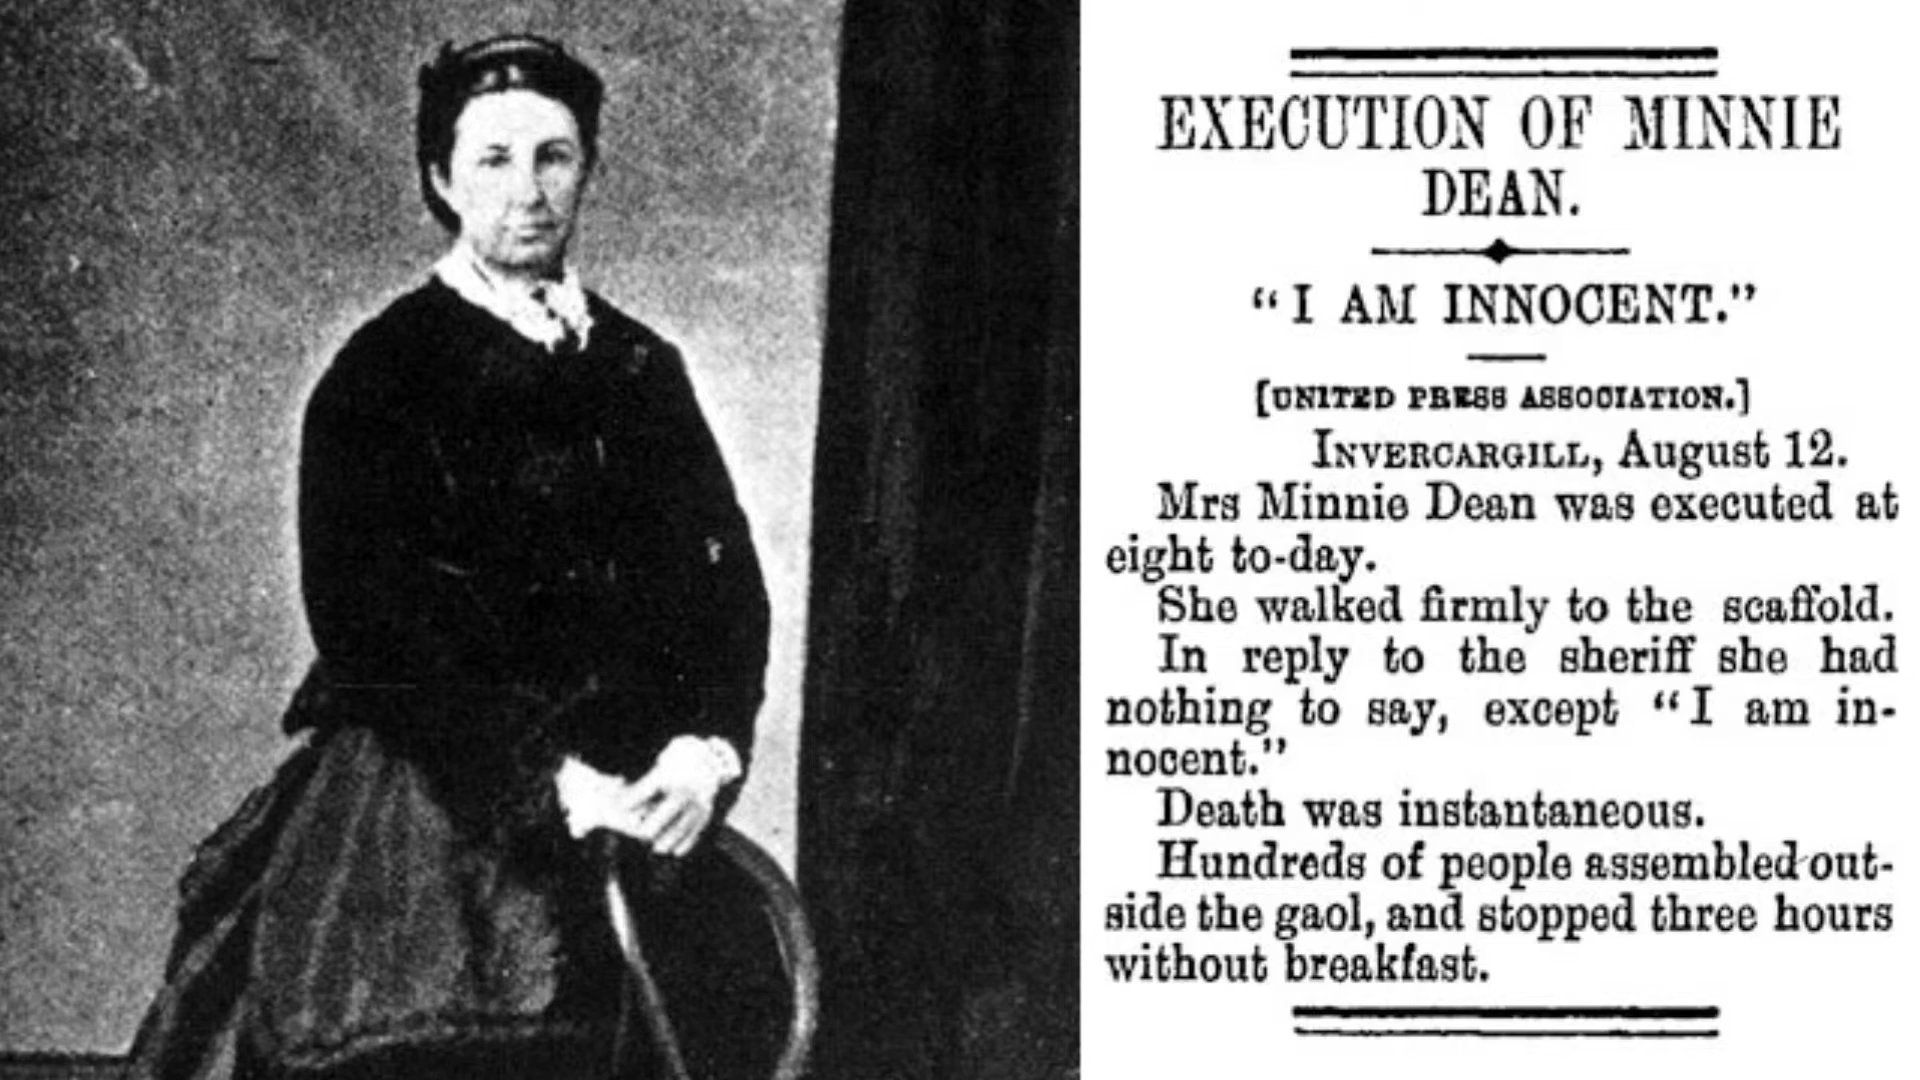 EXECUTION OF MINNIE
DEAN.
"I AM INNOCENT."
[UNITED PRESS ASSOCIATION.]
INVERCARGILL, August 12.
Mrs Minnie Dean was executed at
eight to-day.
She walked firmly to the scaffold.
In reply to the sheriff she had
nothing to say, except "I am in-
nocent."
Death was instantaneous.
Hundreds of people assembled out-
side the gaol, and stopped three hours
without breakfast.